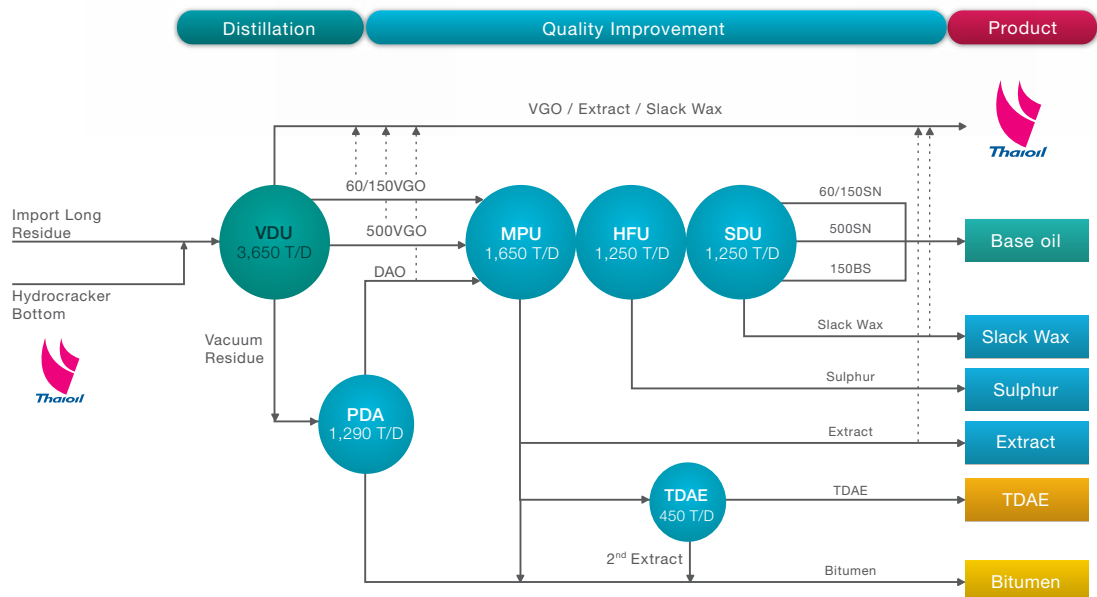 Distillation
Quality Improvement
Product
VGO / Extract / Slack Wax
Thaioil
60/150VGO
60/150SN
Import Long
Residue
VDU
3,650 T/D
500VGO
MPU
1,650 T/D
HFU
1,250 T/D
SDU
1,250 T/D
500SN
Base oil
DAO
150BS
Hydrocracker
Bottom
Vacuum
Residue
Slack Wax
Slack Wax
Thaioil
Sulphur
Sulphur
PDA
1,290 T/D
Extract
Extract
TDAE
450 T/D
TDAE
TDAE
2nd Extract
Bitumen
Bitumen